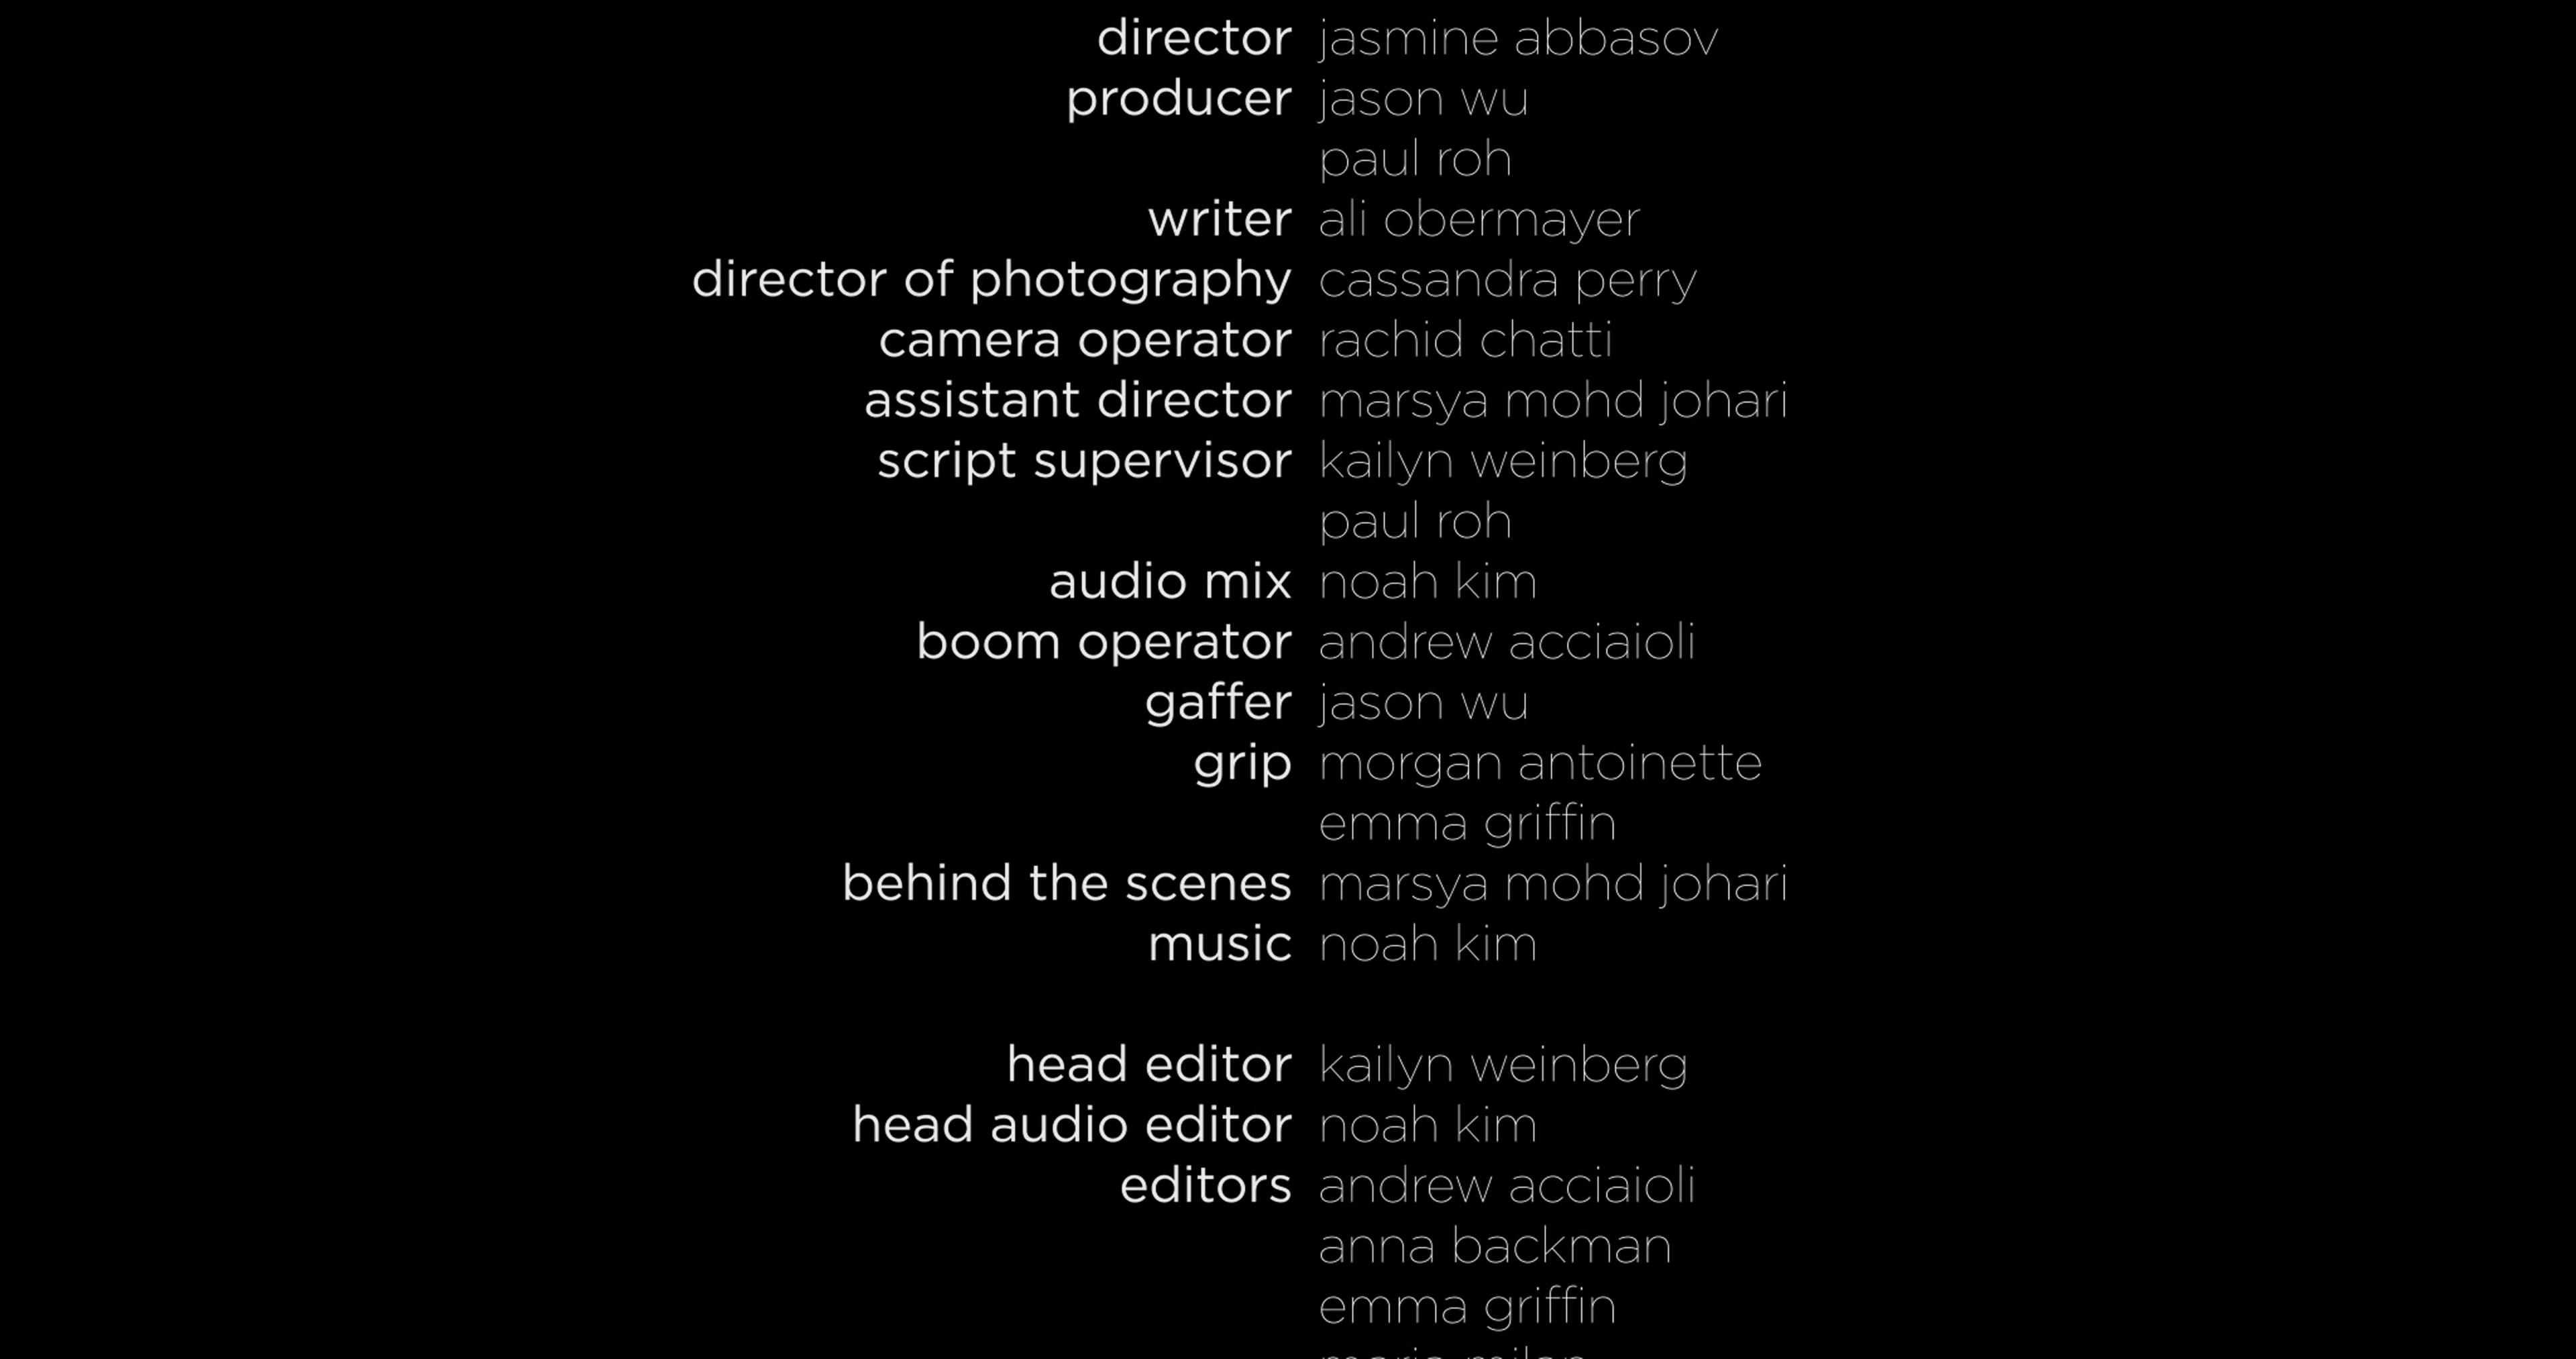 director jasmine abbasov
producer jason wu
paul roh
writer ali obermayer
director of photography cassandra perry
camera operator rachid chatti
assistant director marsya mohd johari
script supervisor kailyn weinberg
paul roh
audio mix noah kim
boom operator andrew acciaioli
gaffer jason wu
grip morgan antoinette
emma griffin
behind the scenes marsya mohd johari
music noah kim
head editor kailyn weinberg
head audio editor noah kim
editors andrew acciaioli
anna backman
emma griffin